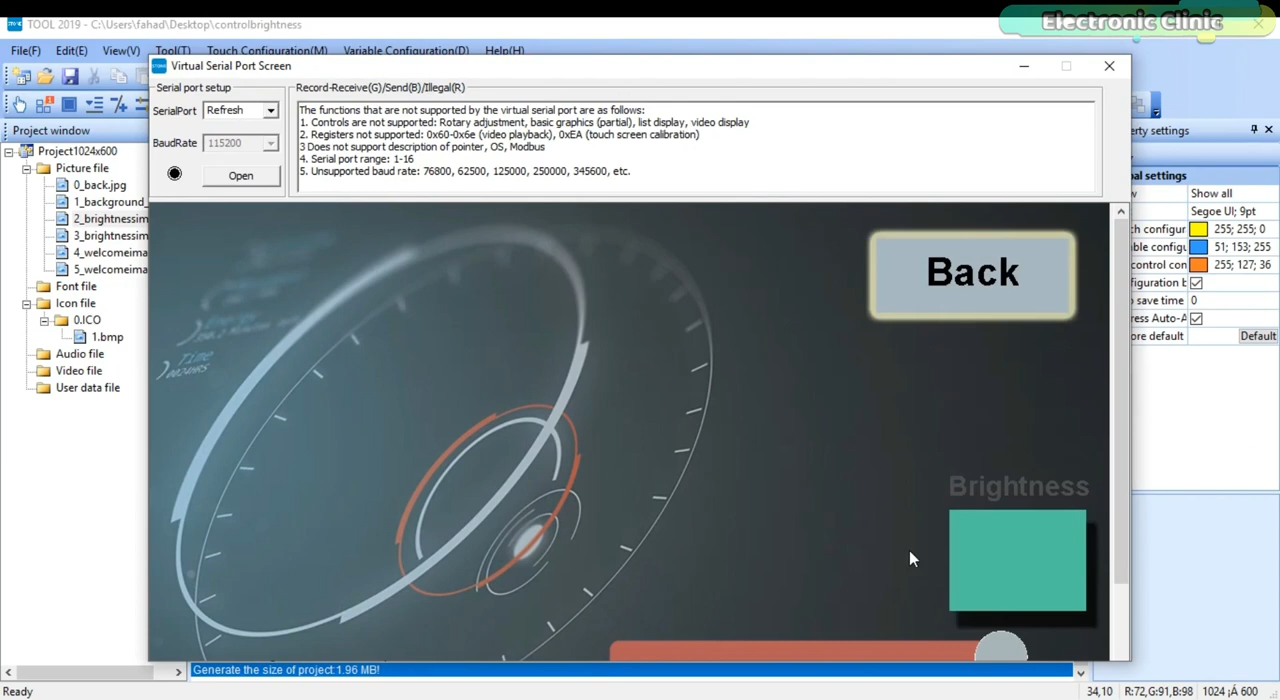 Electronic Clinic
TOOL 2019 - C:\Users\fahad\Desktop\controlbrightness
File(F) Edit(E) View(V) Tool(T) Touch Configuration(M) Variable Configuration(D) Help(H)
Virtual Serial Port Screen
Serial port setup
SerialPort Refresh
BaudRate 115200
Open
Record-Receive(G)/Send(B)/Illegal(R)
The functions that are not supported by the virtual serial port are as follows:
1. Controls are not supported: Rotary adjustment, basic graphics (partial), list display, video display
2. Registers not supported: 0x60-0x6e (video playback), 0xEA (touch screen calibration)
3 Does not support description of pointer, OS, Modbus
4. Serial port range: 1-16
5. Unsupported baud rate: 76800, 62500, 125000, 250000, 345600, etc.
Project window
Project1024x600
Picture file
0_back.jpg
1_background_
2_brightnessim
3_brightnessim
4_welcomeima
5_welcomeima
Font file
Icon file
0.ICO
1.bmp
Audio file
Video file
User data file
Back
Time
Brightness
erty settings
al settings
w Show all
Segoe UI; 9pt
ch configur 255; 255; 0
ble configu 51; 153; 255
control con 255; 127; 36
figuration b
o save time 0
ress Auto-A
ore default Default
Generate the size of project:1.96 MB!
Ready
34,10 R:72,G:91,B:98 1024 ¡Á 600